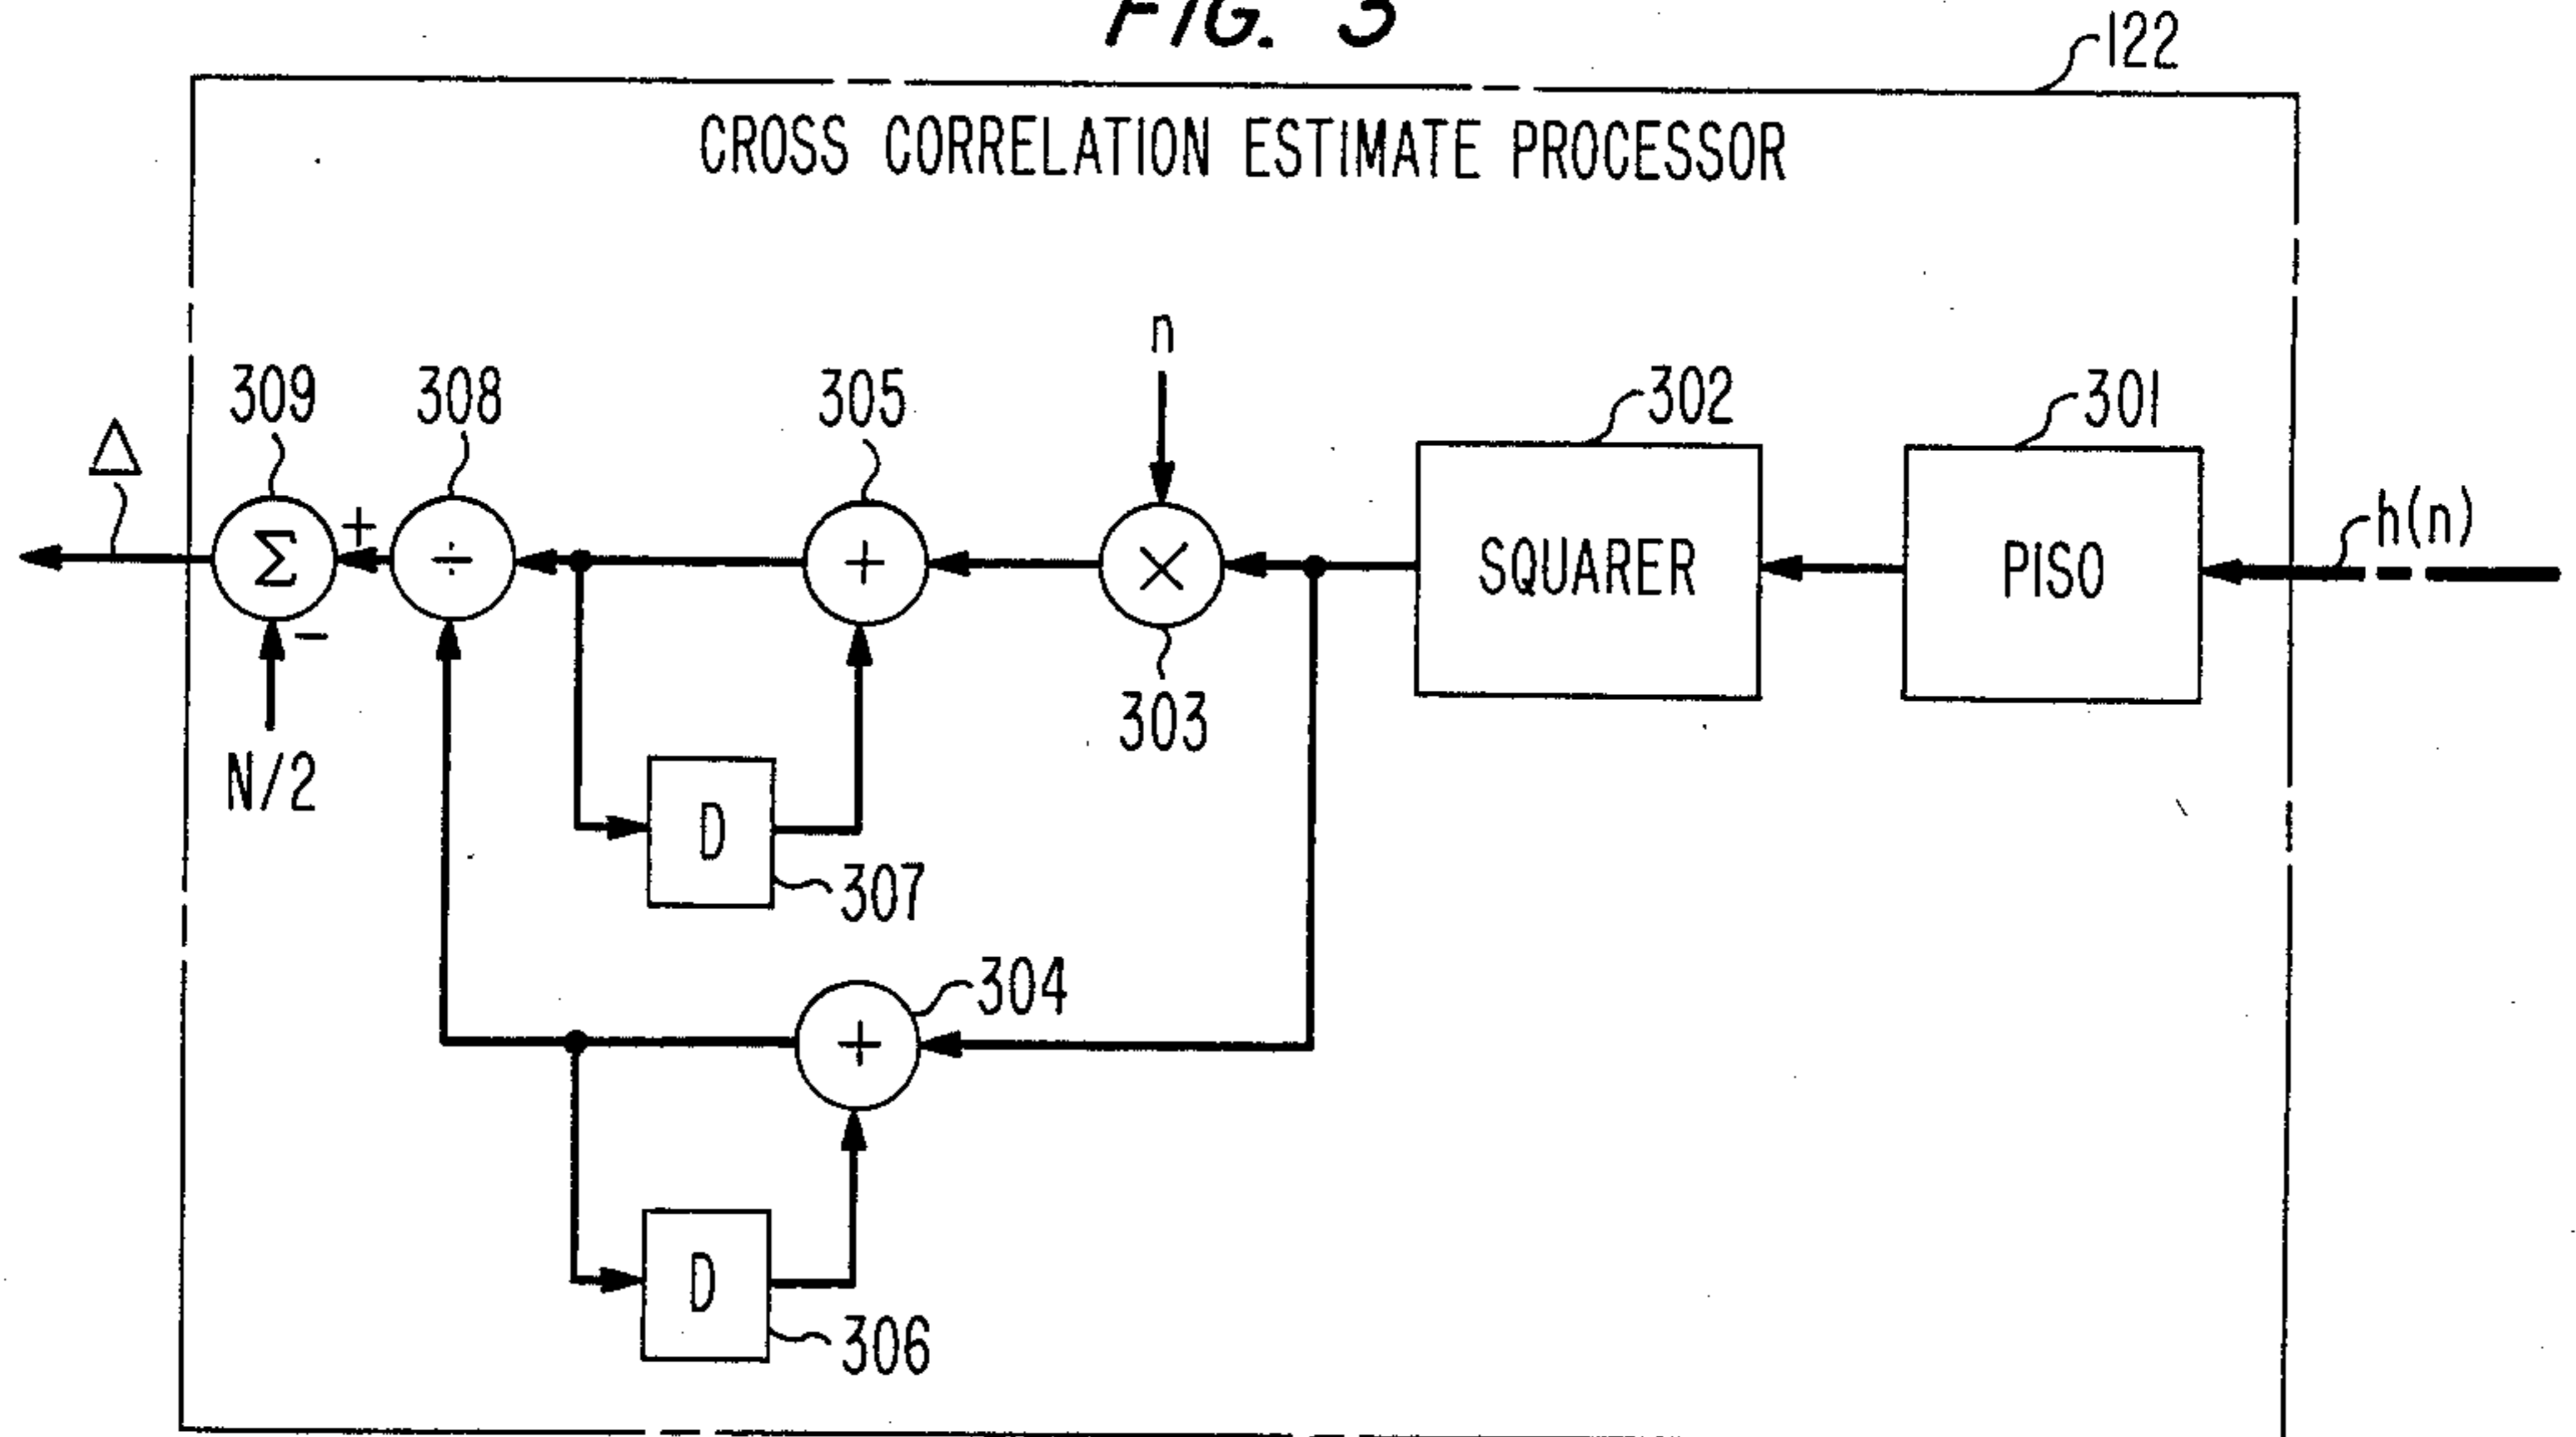 FIG. 3
122
CROSS CORRELATION ESTIMATE PROCESSOR
n
309
308
305
302
301
Δ
+
Σ
÷
+
×
SQUARER
PISO
h(n)
−
303
N/2
D
307
304
+
D
306